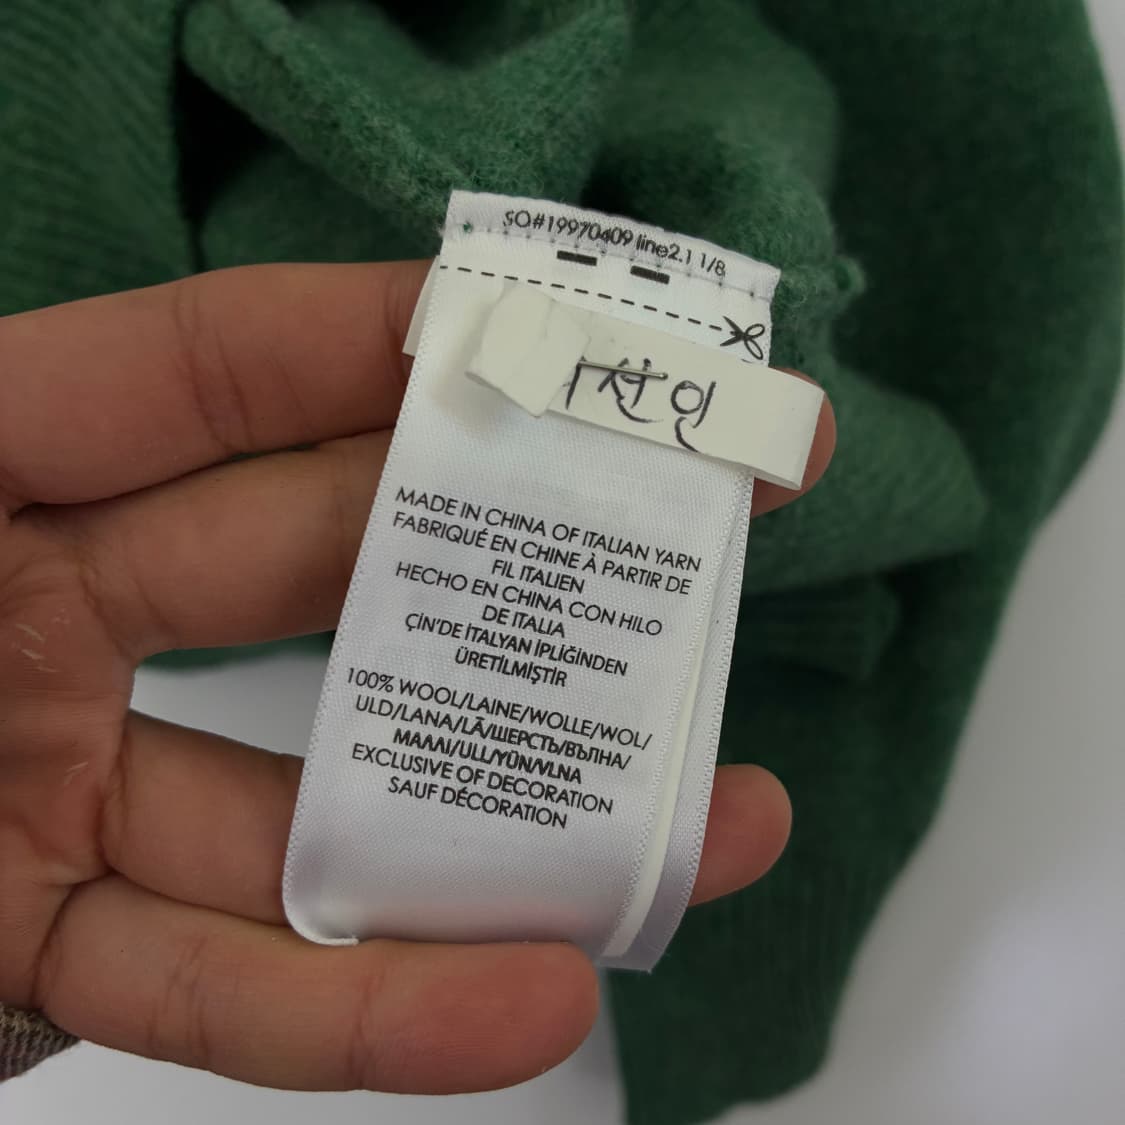 SO#19970409 line2.1 1/8
선인
MADE IN CHINA OF ITALIAN YARN
FABRIQUÉ EN CHINE À PARTIR DE
FIL ITALIEN
HECHO EN CHINA CON HILO
DE ITALIA
ÇİN'DE İTALYAN İPLİĞİNDEN
ÜRETİLMİŞTİR
100% WOOL/LAINE/WOLLE/WOL/
ULD/LANA/LÃ/ШЕРСТЬ/ВЪЛНА/
ΜΑΛΛΙ/ULL/YÜN/VLNA
EXCLUSIVE OF DECORATION
SAUF DÉCORATION